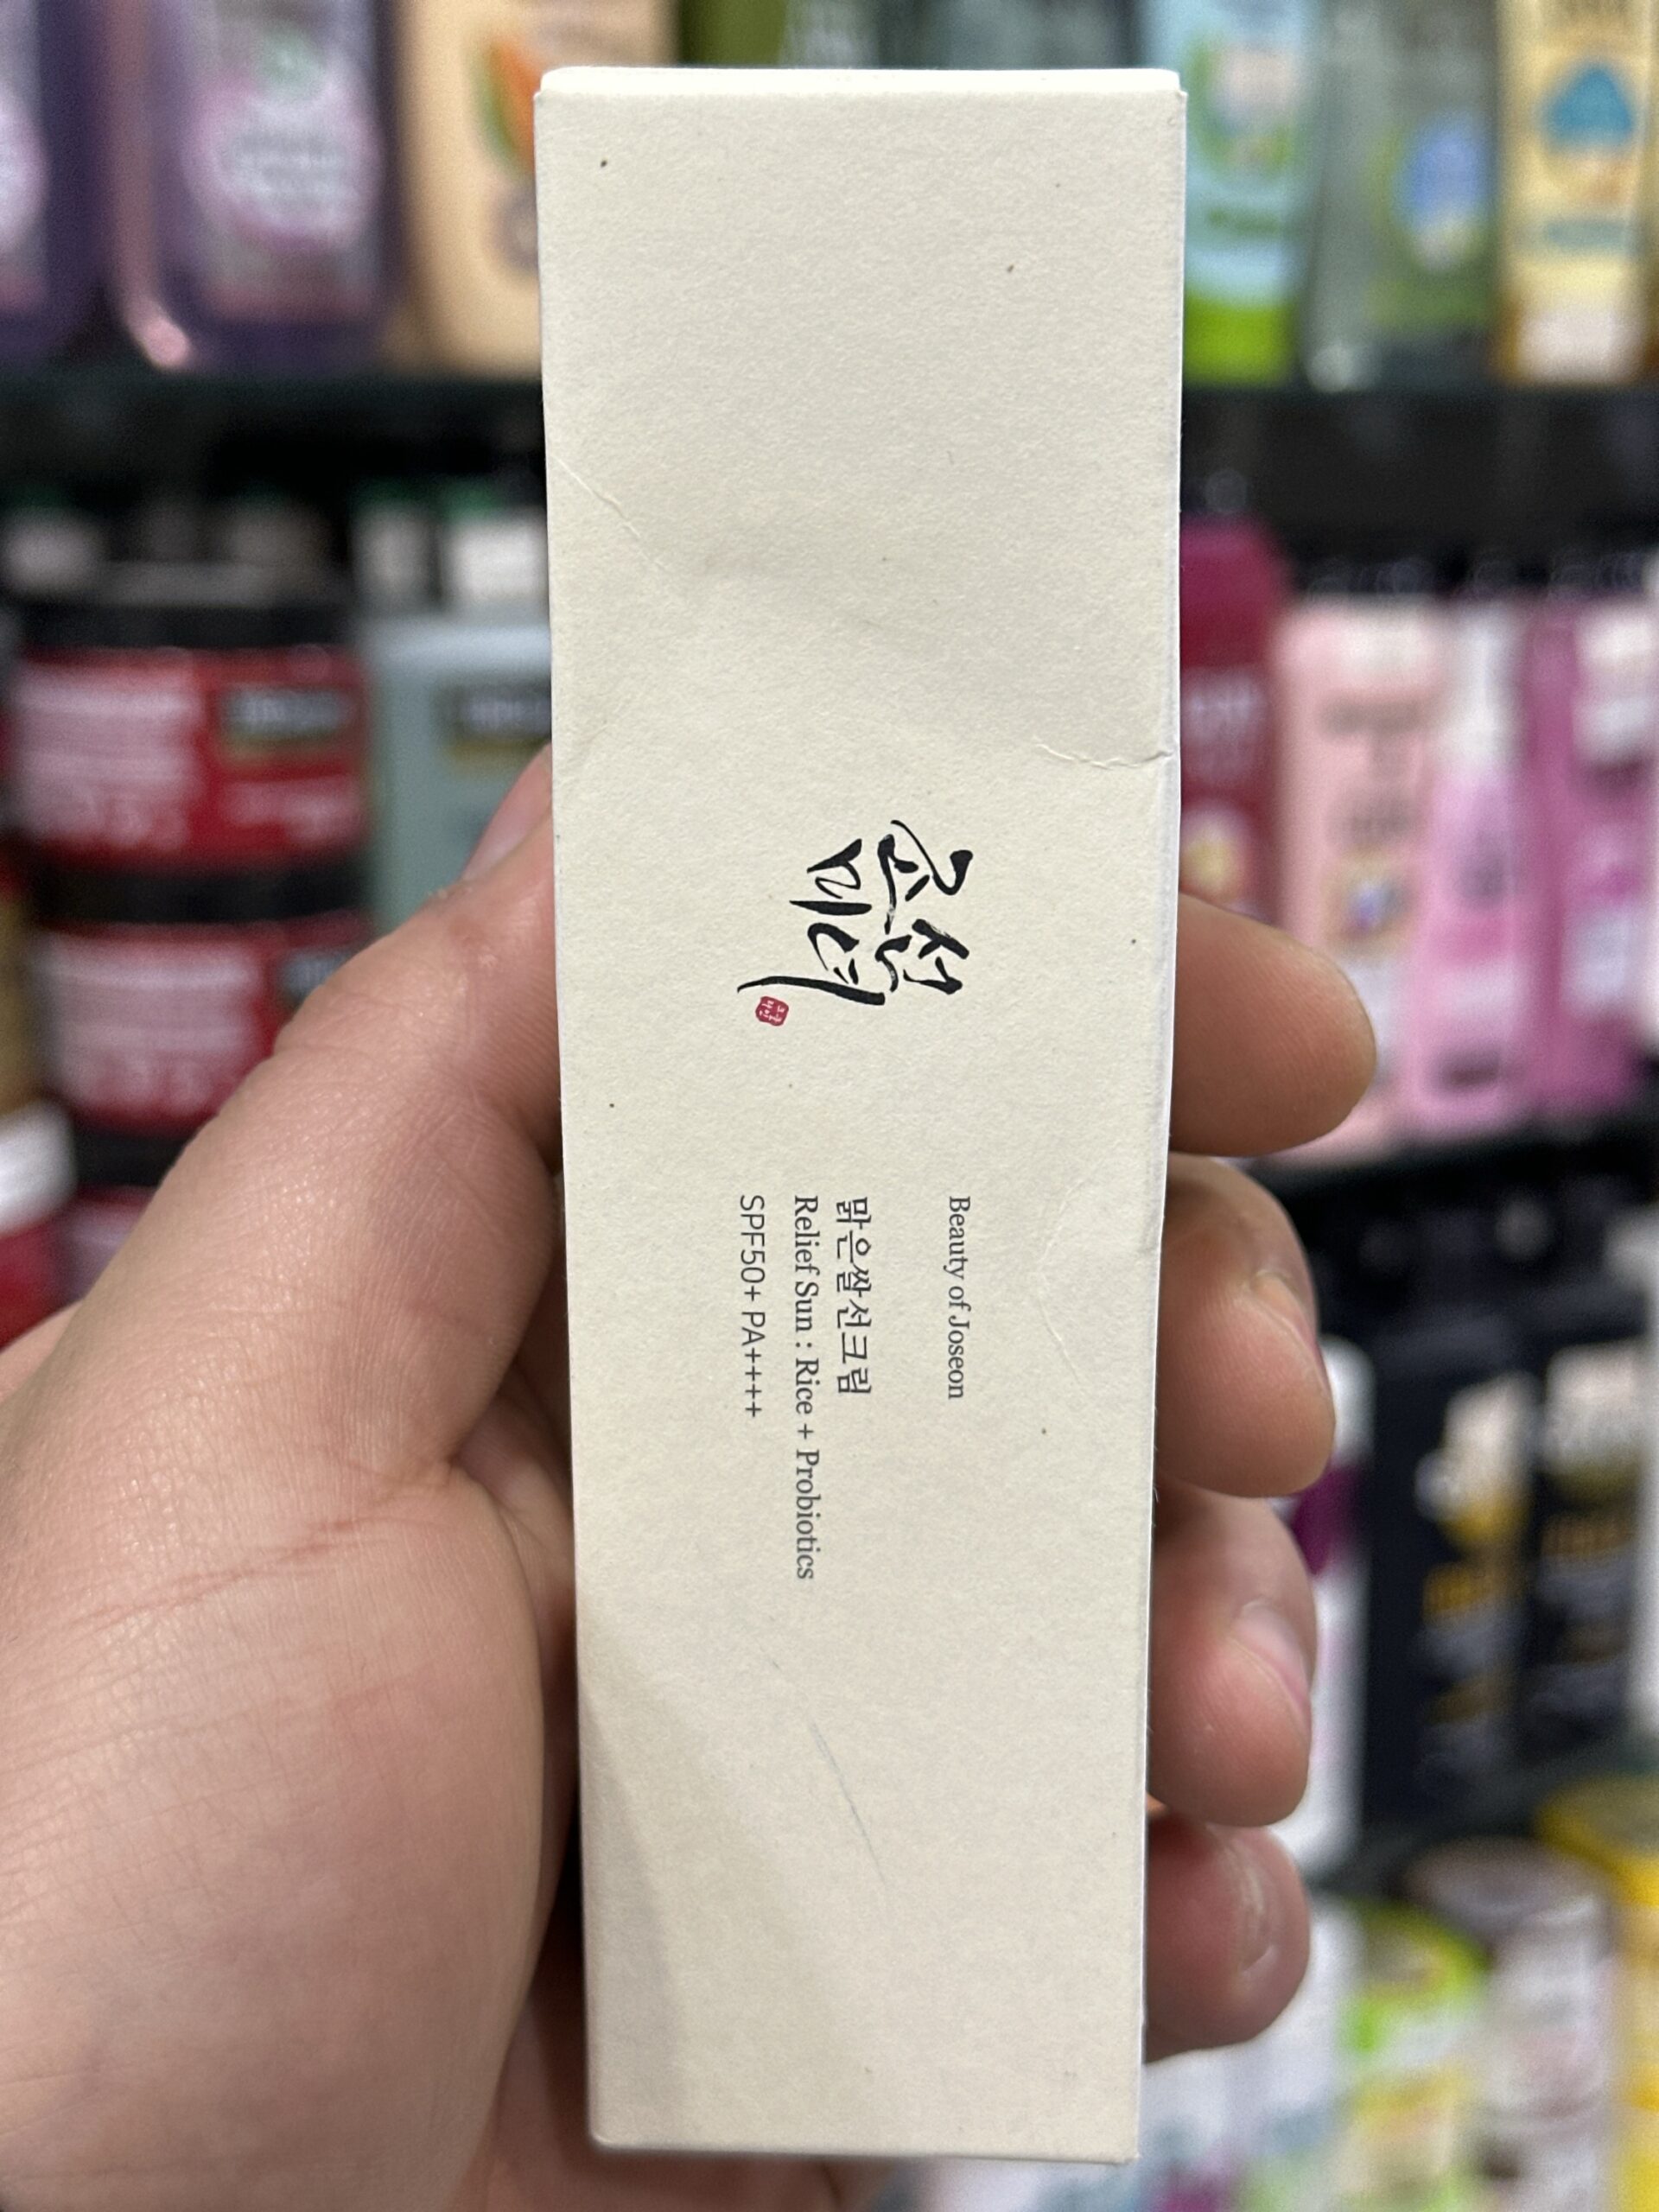 조선
미녀
Beauty of Joseon
맑은쌀선크림
Relief Sun : Rice + Probiotics
SPF50+ PA++++